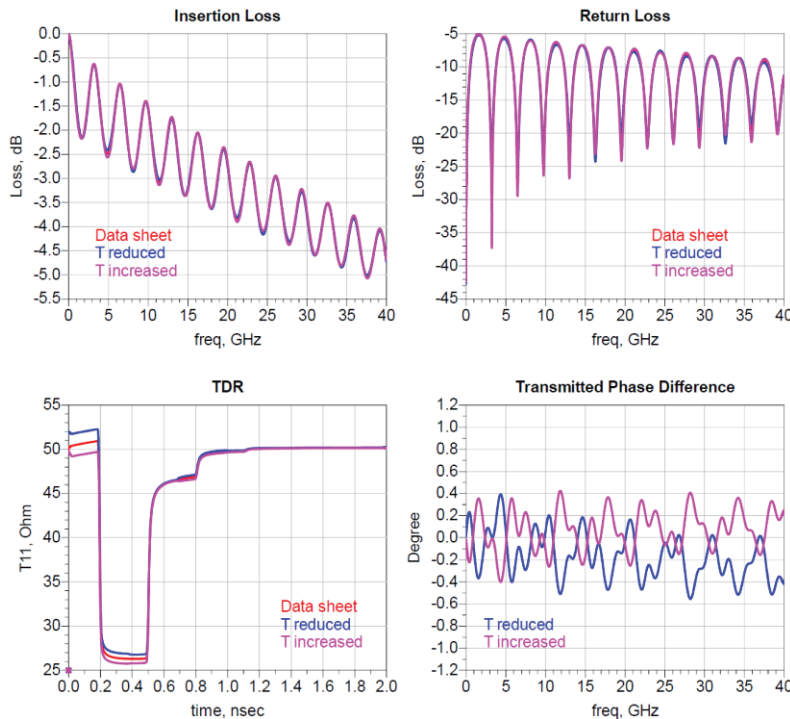 Insertion Loss
0.0
-0.5
-1.0
-1.5
-2.0
-2.5
-3.0
-3.5
-4.0
-4.5
-5.0
-5.5
Loss, dB
Data sheet
T reduced
T increased
0 5 10 15 20 25 30 35 40
freq, GHz
Return Loss
-5
-10
-15
-20
-25
-30
-35
-40
-45
Loss, dB
Data sheet
T reduced
T increased
0 5 10 15 20 25 30 35 40
freq, GHz
TDR
55
50
45
40
35
30
25
T11, Ohm
Data sheet
T reduced
T increased
0.0 0.2 0.4 0.6 0.8 1.0 1.2 1.4 1.6 1.8 2.0
time, nsec
Transmitted Phase Difference
1.2
1.0
0.8
0.6
0.4
0.2
0.0
-0.2
-0.4
-0.6
-0.8
-1.0
-1.2
Degree
T reduced
T increased
0 5 10 15 20 25 30 35 40
freq, GHz